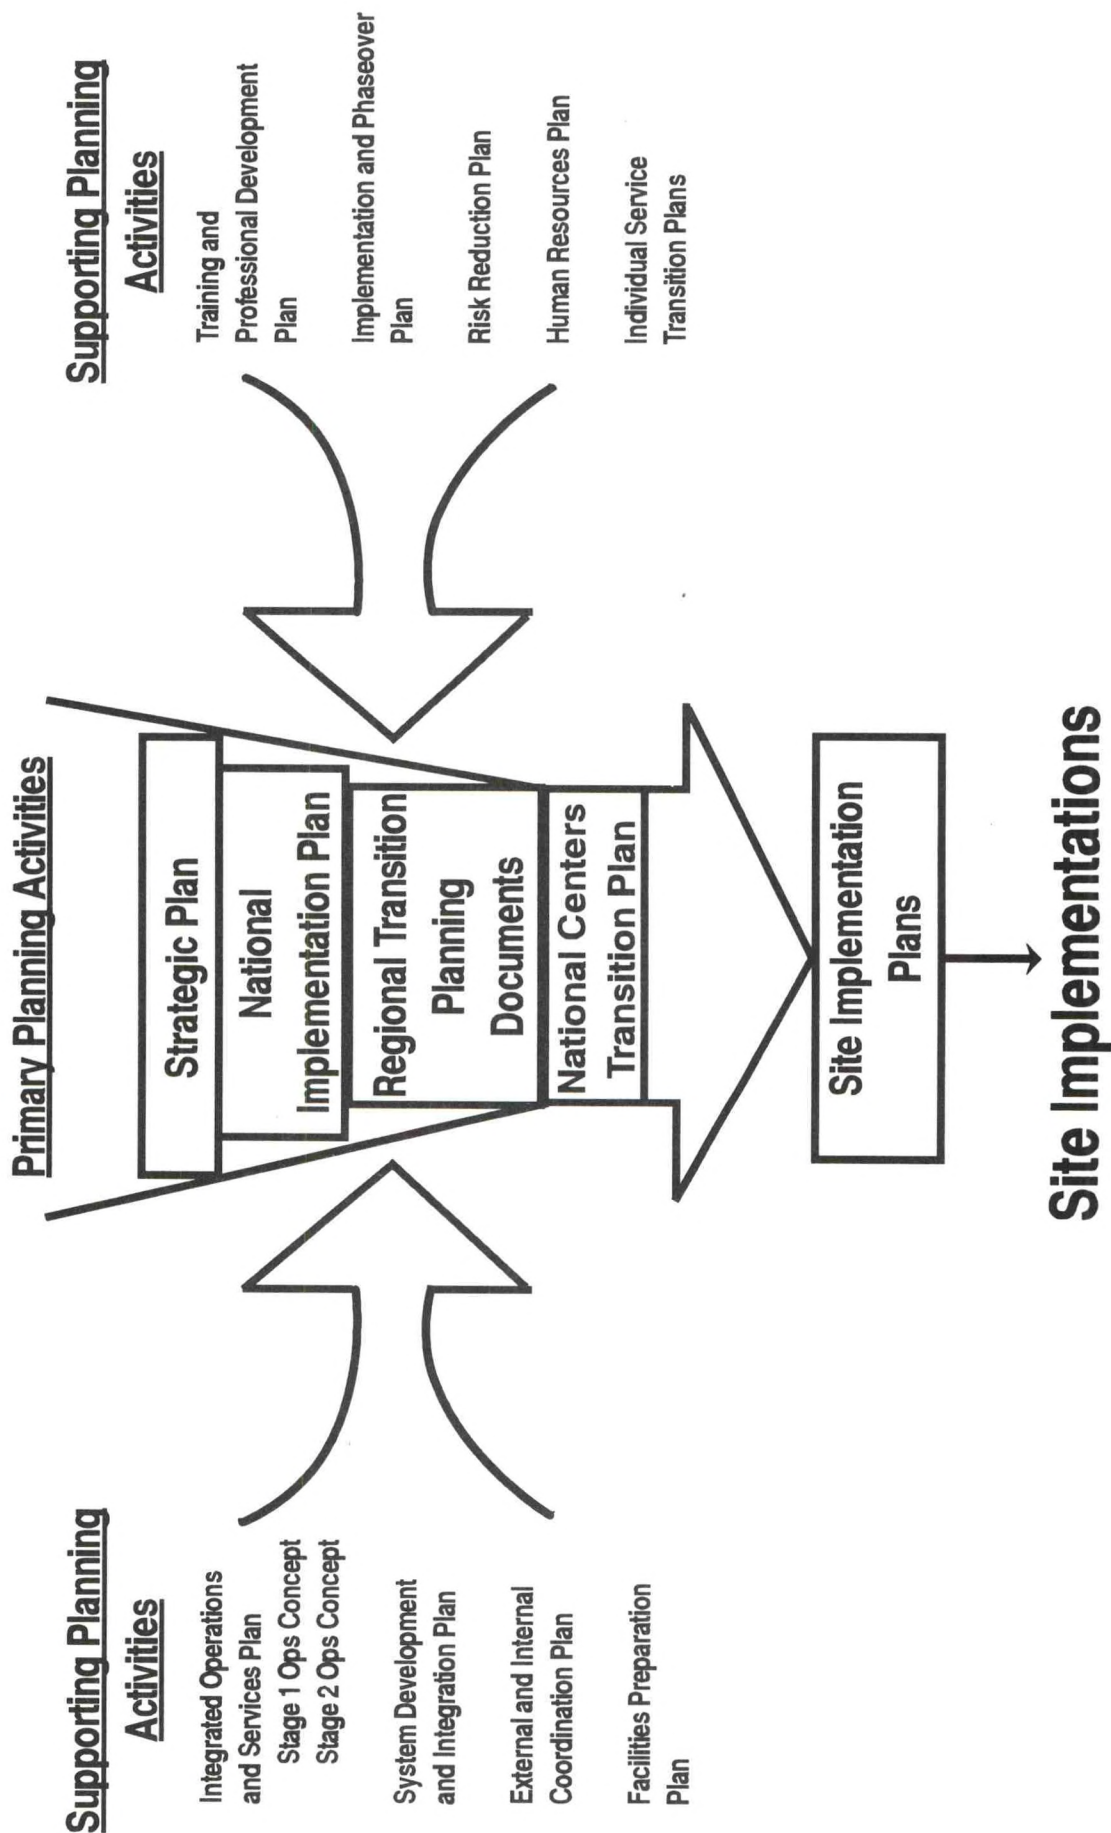 Supporting Planning
Activities
Integrated Operations
and Services Plan
Stage 1 Ops Concept
Stage 2 Ops Concept
System Development
and Integration Plan
External and Internal
Coordination Plan
Facilities Preparation
Plan
Primary Planning Activities
Strategic Plan
National
Implementation Plan
Regional Transition
Planning
Documents
National Centers
Transition Plan
Site Implementation
Plans
Site Implementations
Supporting Planning
Activities
Training and
Professional Development
Plan
Implementation and Phaseover
Plan
Risk Reduction Plan
Human Resources Plan
Individual Service
Transition Plans